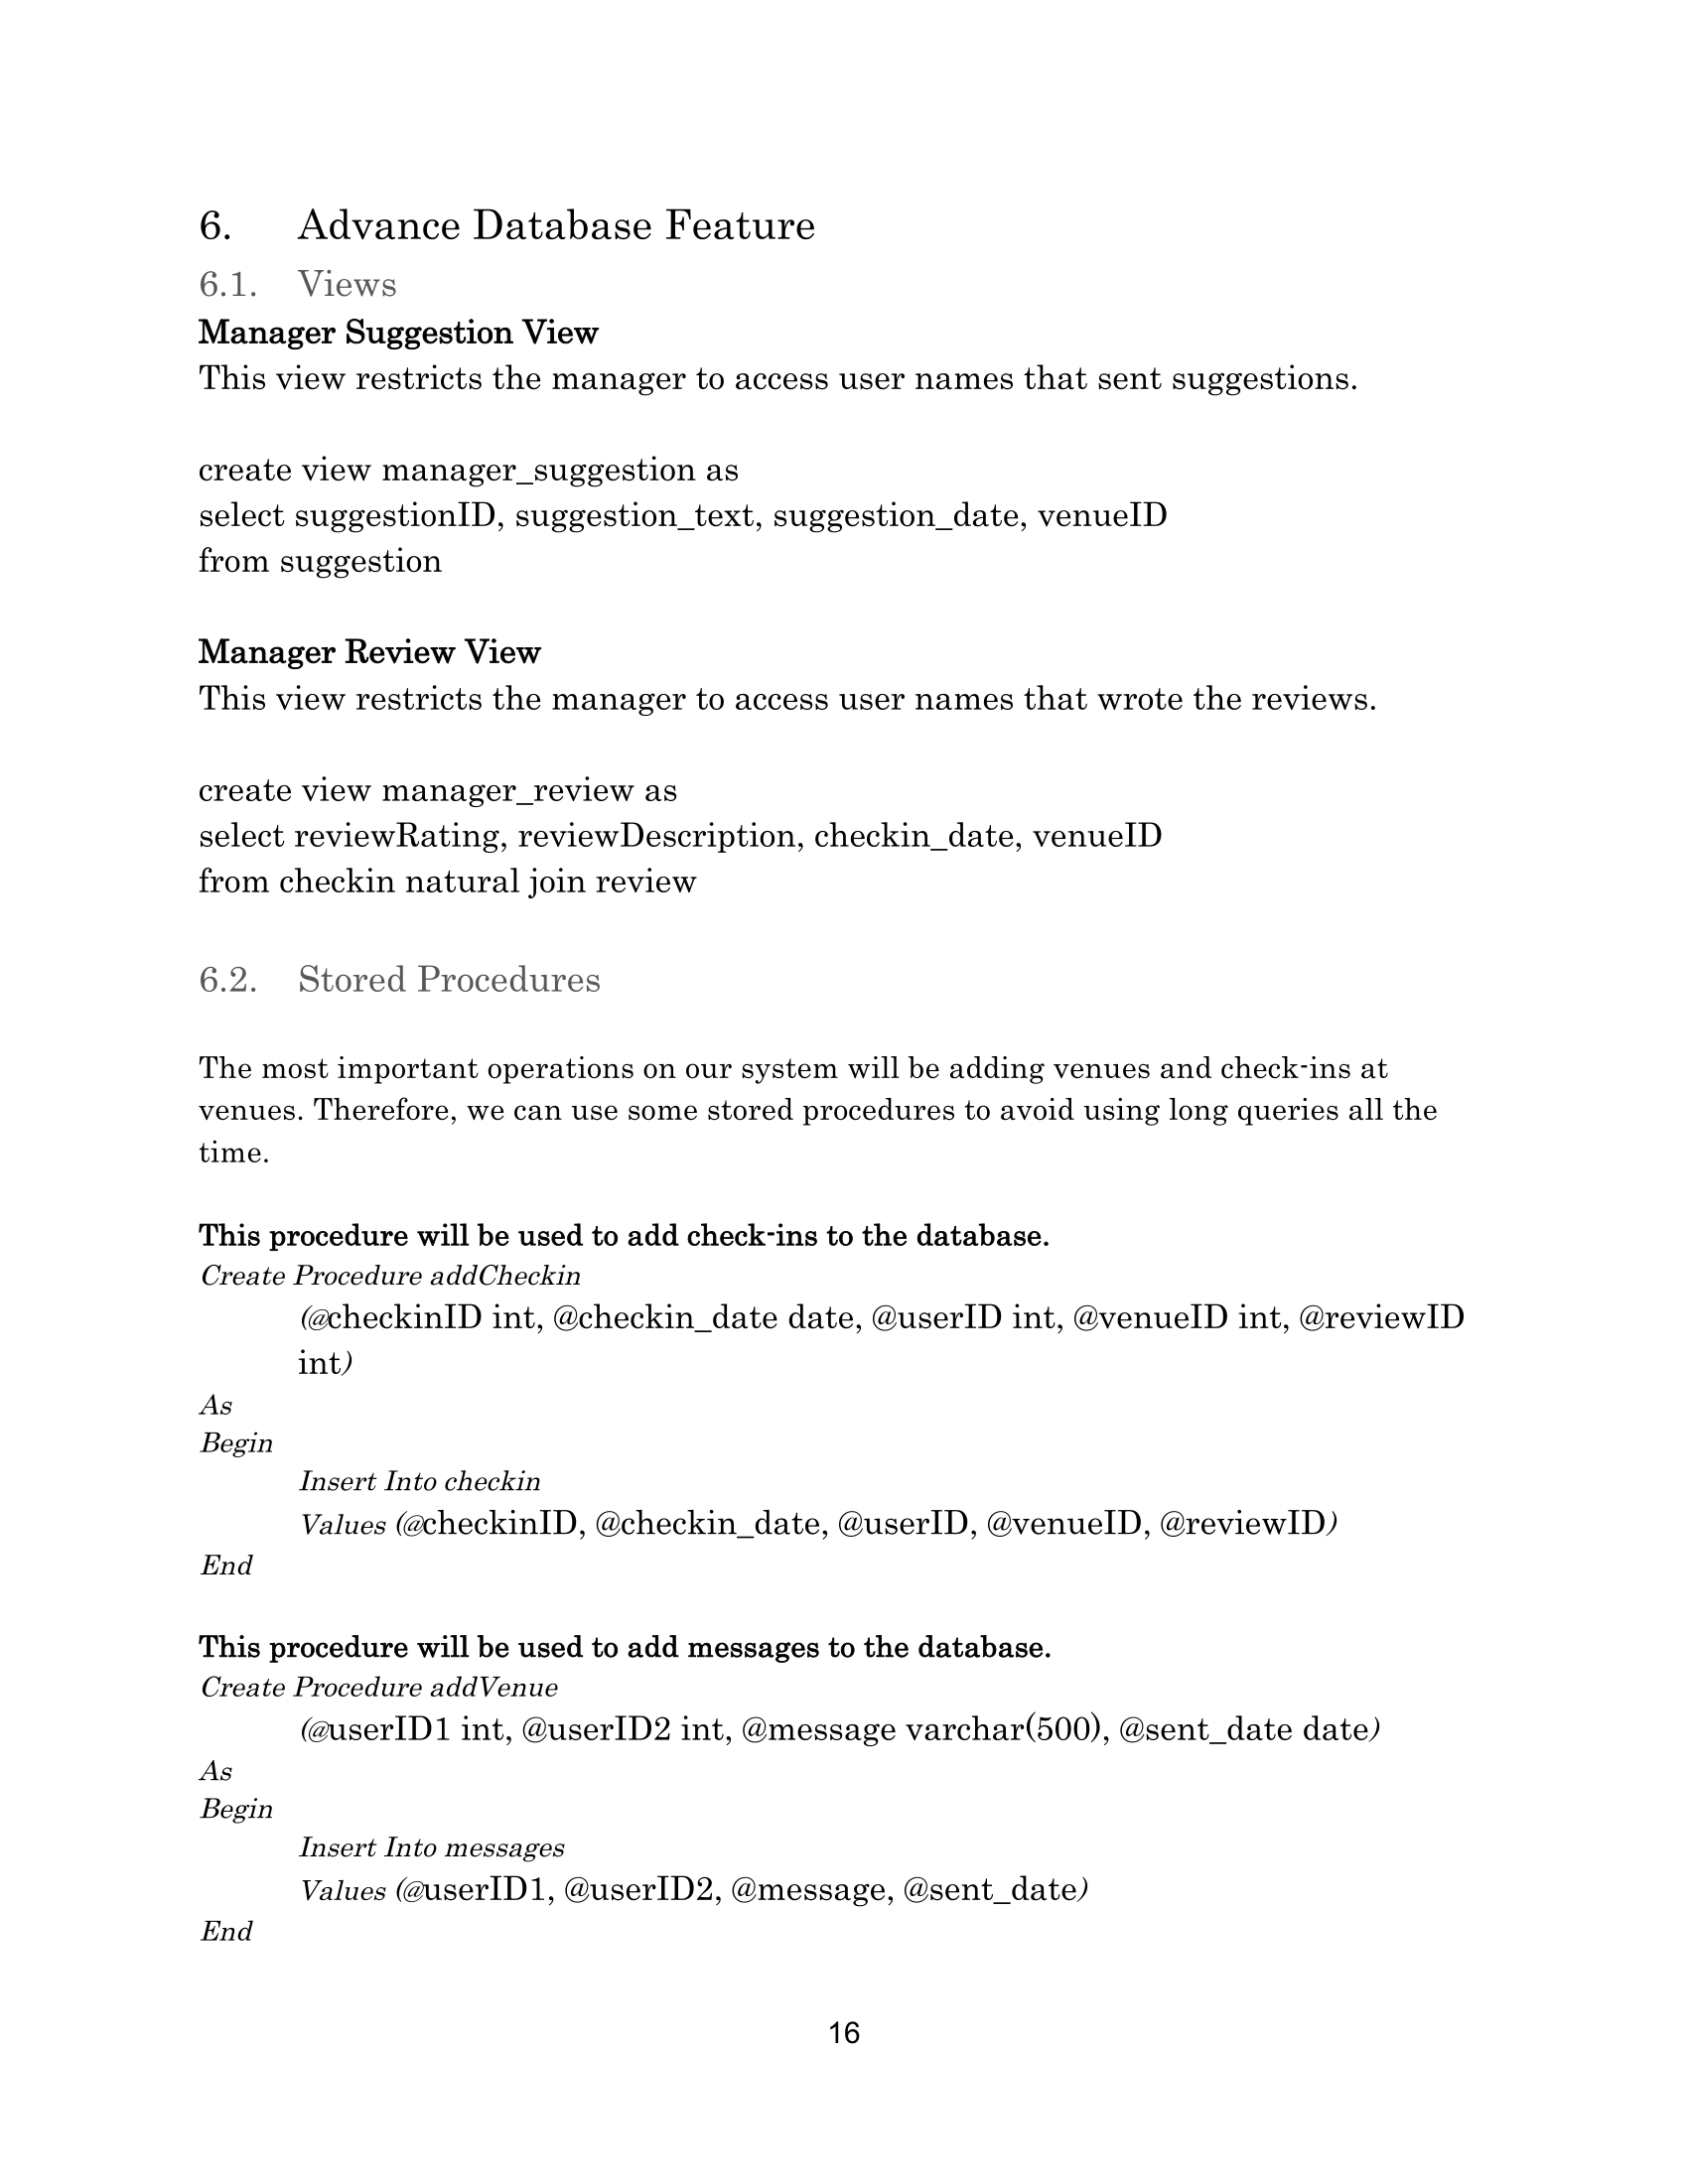 6. Advance Database Feature
6.1. Views
Manager Suggestion View
This view restricts the manager to access user names that sent suggestions.
create view manager_suggestion as
select suggestionID, suggestion_text, suggestion_date, venueID
from suggestion
Manager Review View
This view restricts the manager to access user names that wrote the reviews.
create view manager_review as
select reviewRating, reviewDescription, checkin_date, venueID
from checkin natural join review
6.2. Stored Procedures
The most important operations on our system will be adding venues and check-ins at
venues. Therefore, we can use some stored procedures to avoid using long queries all the
time.
This procedure will be used to add check-ins to the database.
Create Procedure addCheckin
(@checkinID int, @checkin_date date, @userID int, @venueID int, @reviewID
int)
As
Begin
Insert Into checkin
Values (@checkinID, @checkin_date, @userID, @venueID, @reviewID)
End
This procedure will be used to add messages to the database.
Create Procedure addVenue
(@userID1 int, @userID2 int, @message varchar(500), @sent_date date)
As
Begin
Insert Into messages
Values (@userID1, @userID2, @message, @sent_date)
End
16